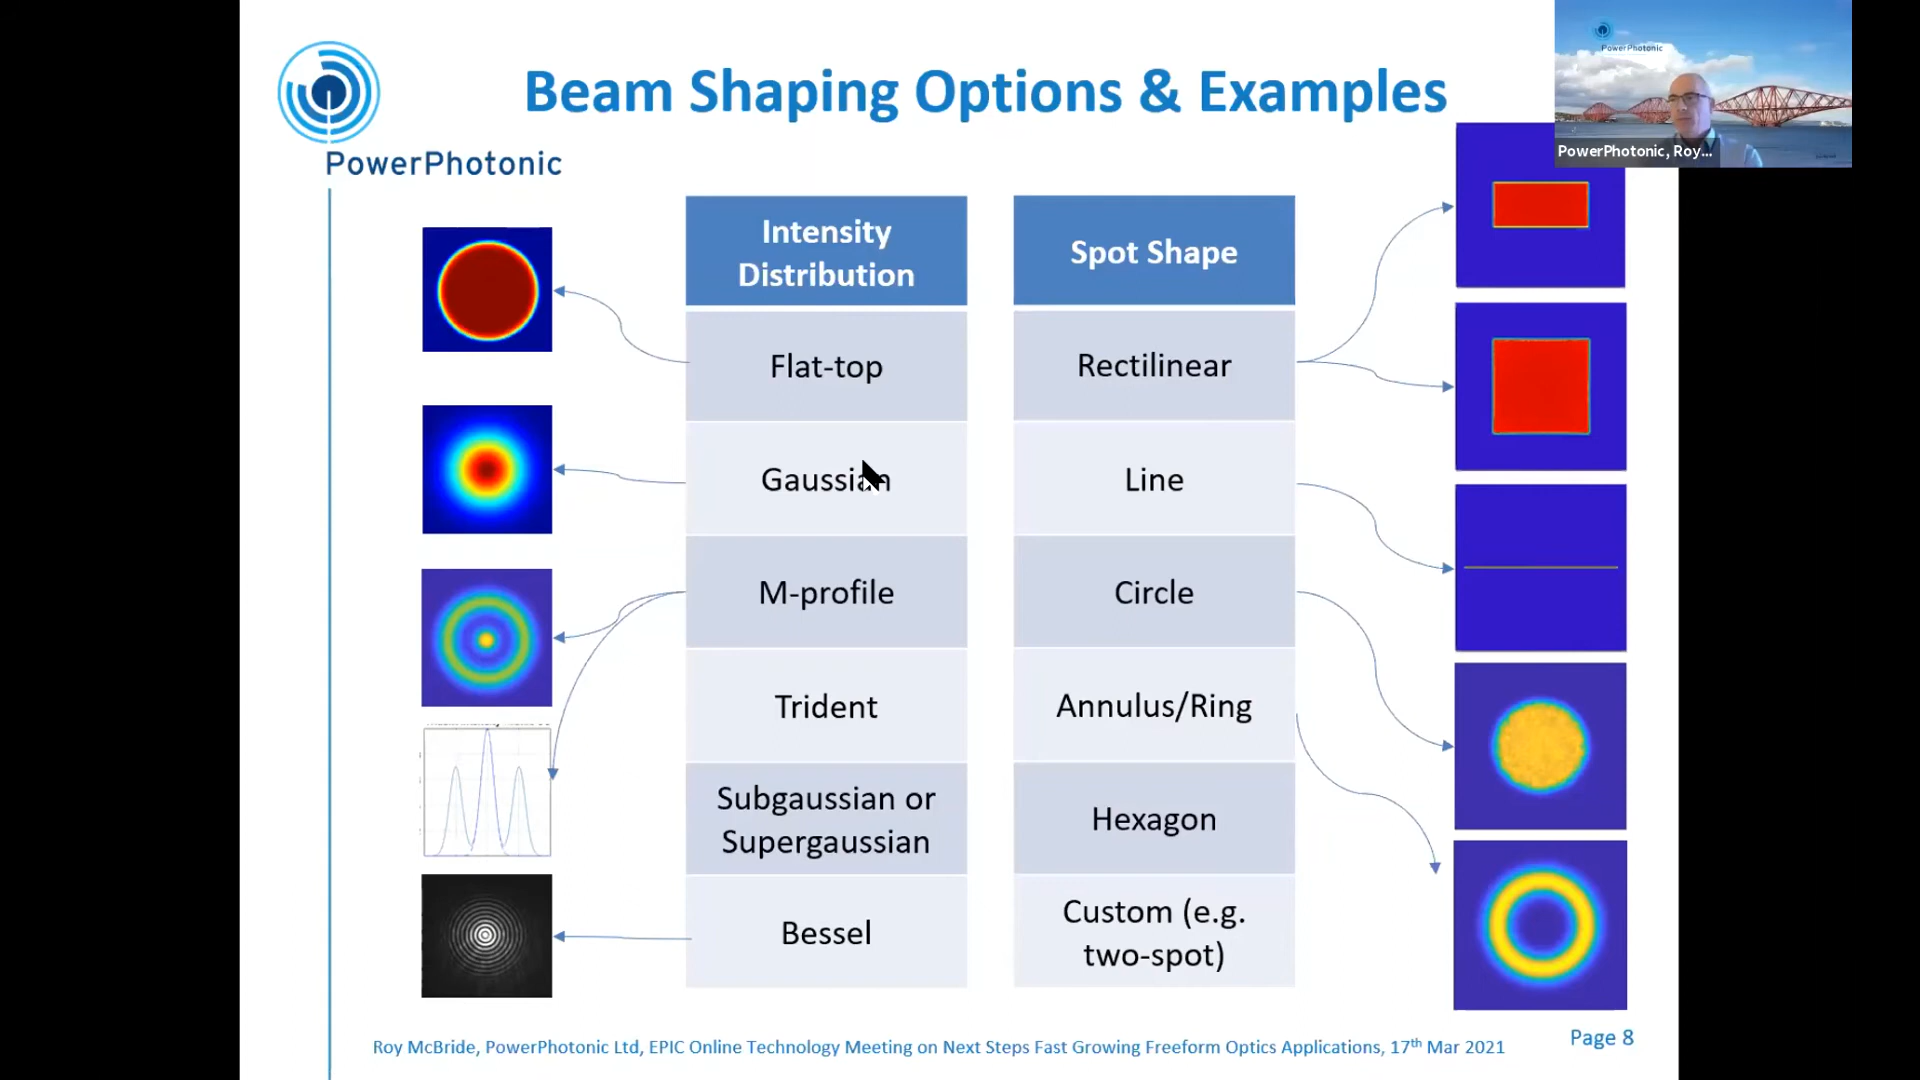 Beam Shaping Options & Examples
PowerPhotonic
PowerPhotonic
PowerPhotonic, Roy...
Intensity
Distribution
Flat-top
Gaussian
M-profile
Trident
Subgaussian or
Supergaussian
Bessel
Spot Shape
Rectilinear
Line
Circle
Annulus/Ring
Hexagon
Custom (e.g.
two-spot)
Roy McBride, PowerPhotonic Ltd, EPIC Online Technology Meeting on Next Steps Fast Growing Freeform Optics Applications, 17th Mar 2021
Page 8